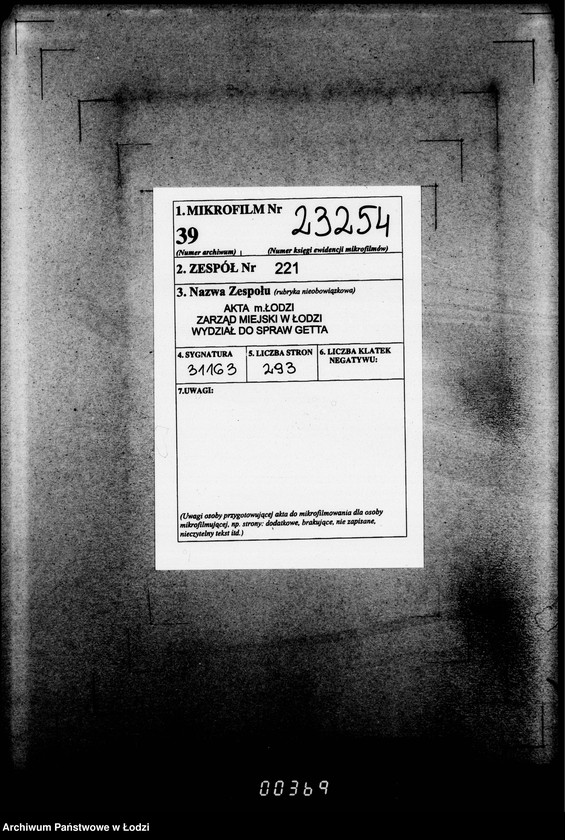 1. MIKROFILM Nr 23254
39
(Numer archiwum) (Numer księgi ewidencji mikrofilmów)
2. ZESPÓŁ Nr 221
3. Nazwa Zespołu (rubryka nieobowiązkowa)
AKTA m.ŁODZI
ZARZĄD MIEJSKI W ŁODZI
WYDZIAŁ DO SPRAW GETTA
4. SYGNATURA 5. LICZBA STRON 6. LICZBA KLATEK
NEGATYWU:
31163 293
7.UWAGI:
(Uwagi osoby przygotowującej akta do mikrofilmowania dla osoby
mikrofilmującej, np. strony: dodatkowe, brakujące, nie zapisane,
nieczytelny tekst itd.)
00369
Archiwum Państwowe w Łodzi